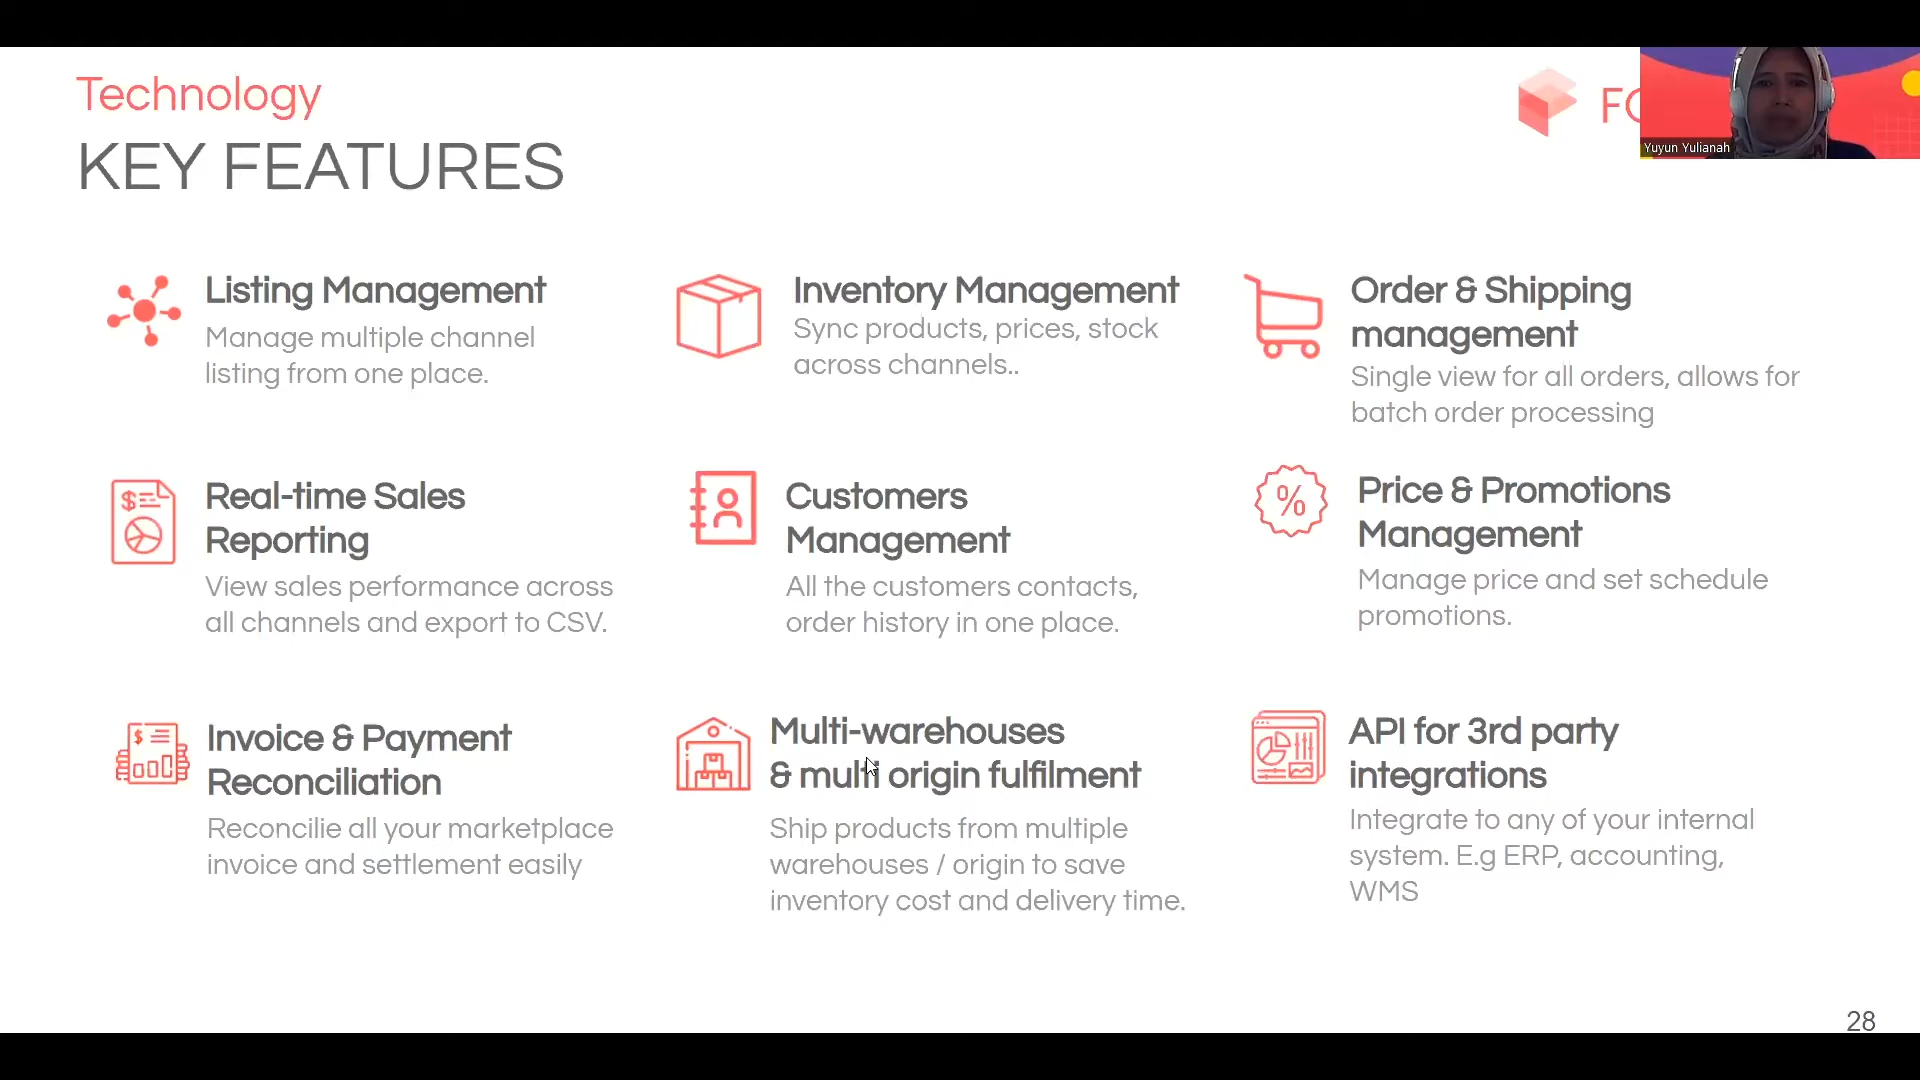 Technology
KEY FEATURES
Yuyun Yulianah
Listing Management
Manage multiple channel
listing from one place.
Inventory Management
Sync products, prices, stock
across channels..
Order & Shipping
management
Single view for all orders, allows for
batch order processing
Real-time Sales
Reporting
View sales performance across
all channels and export to CSV.
Customers
Management
All the customers contacts,
order history in one place.
Price & Promotions
Management
Manage price and set schedule
promotions.
Invoice & Payment
Reconciliation
Reconcilie all your marketplace
invoice and settlement easily
Multi-warehouses
& multi origin fulfilment
Ship products from multiple
warehouses / origin to save
inventory cost and delivery time.
API for 3rd party
integrations
Integrate to any of your internal
system. E.g ERP, accounting,
WMS
28